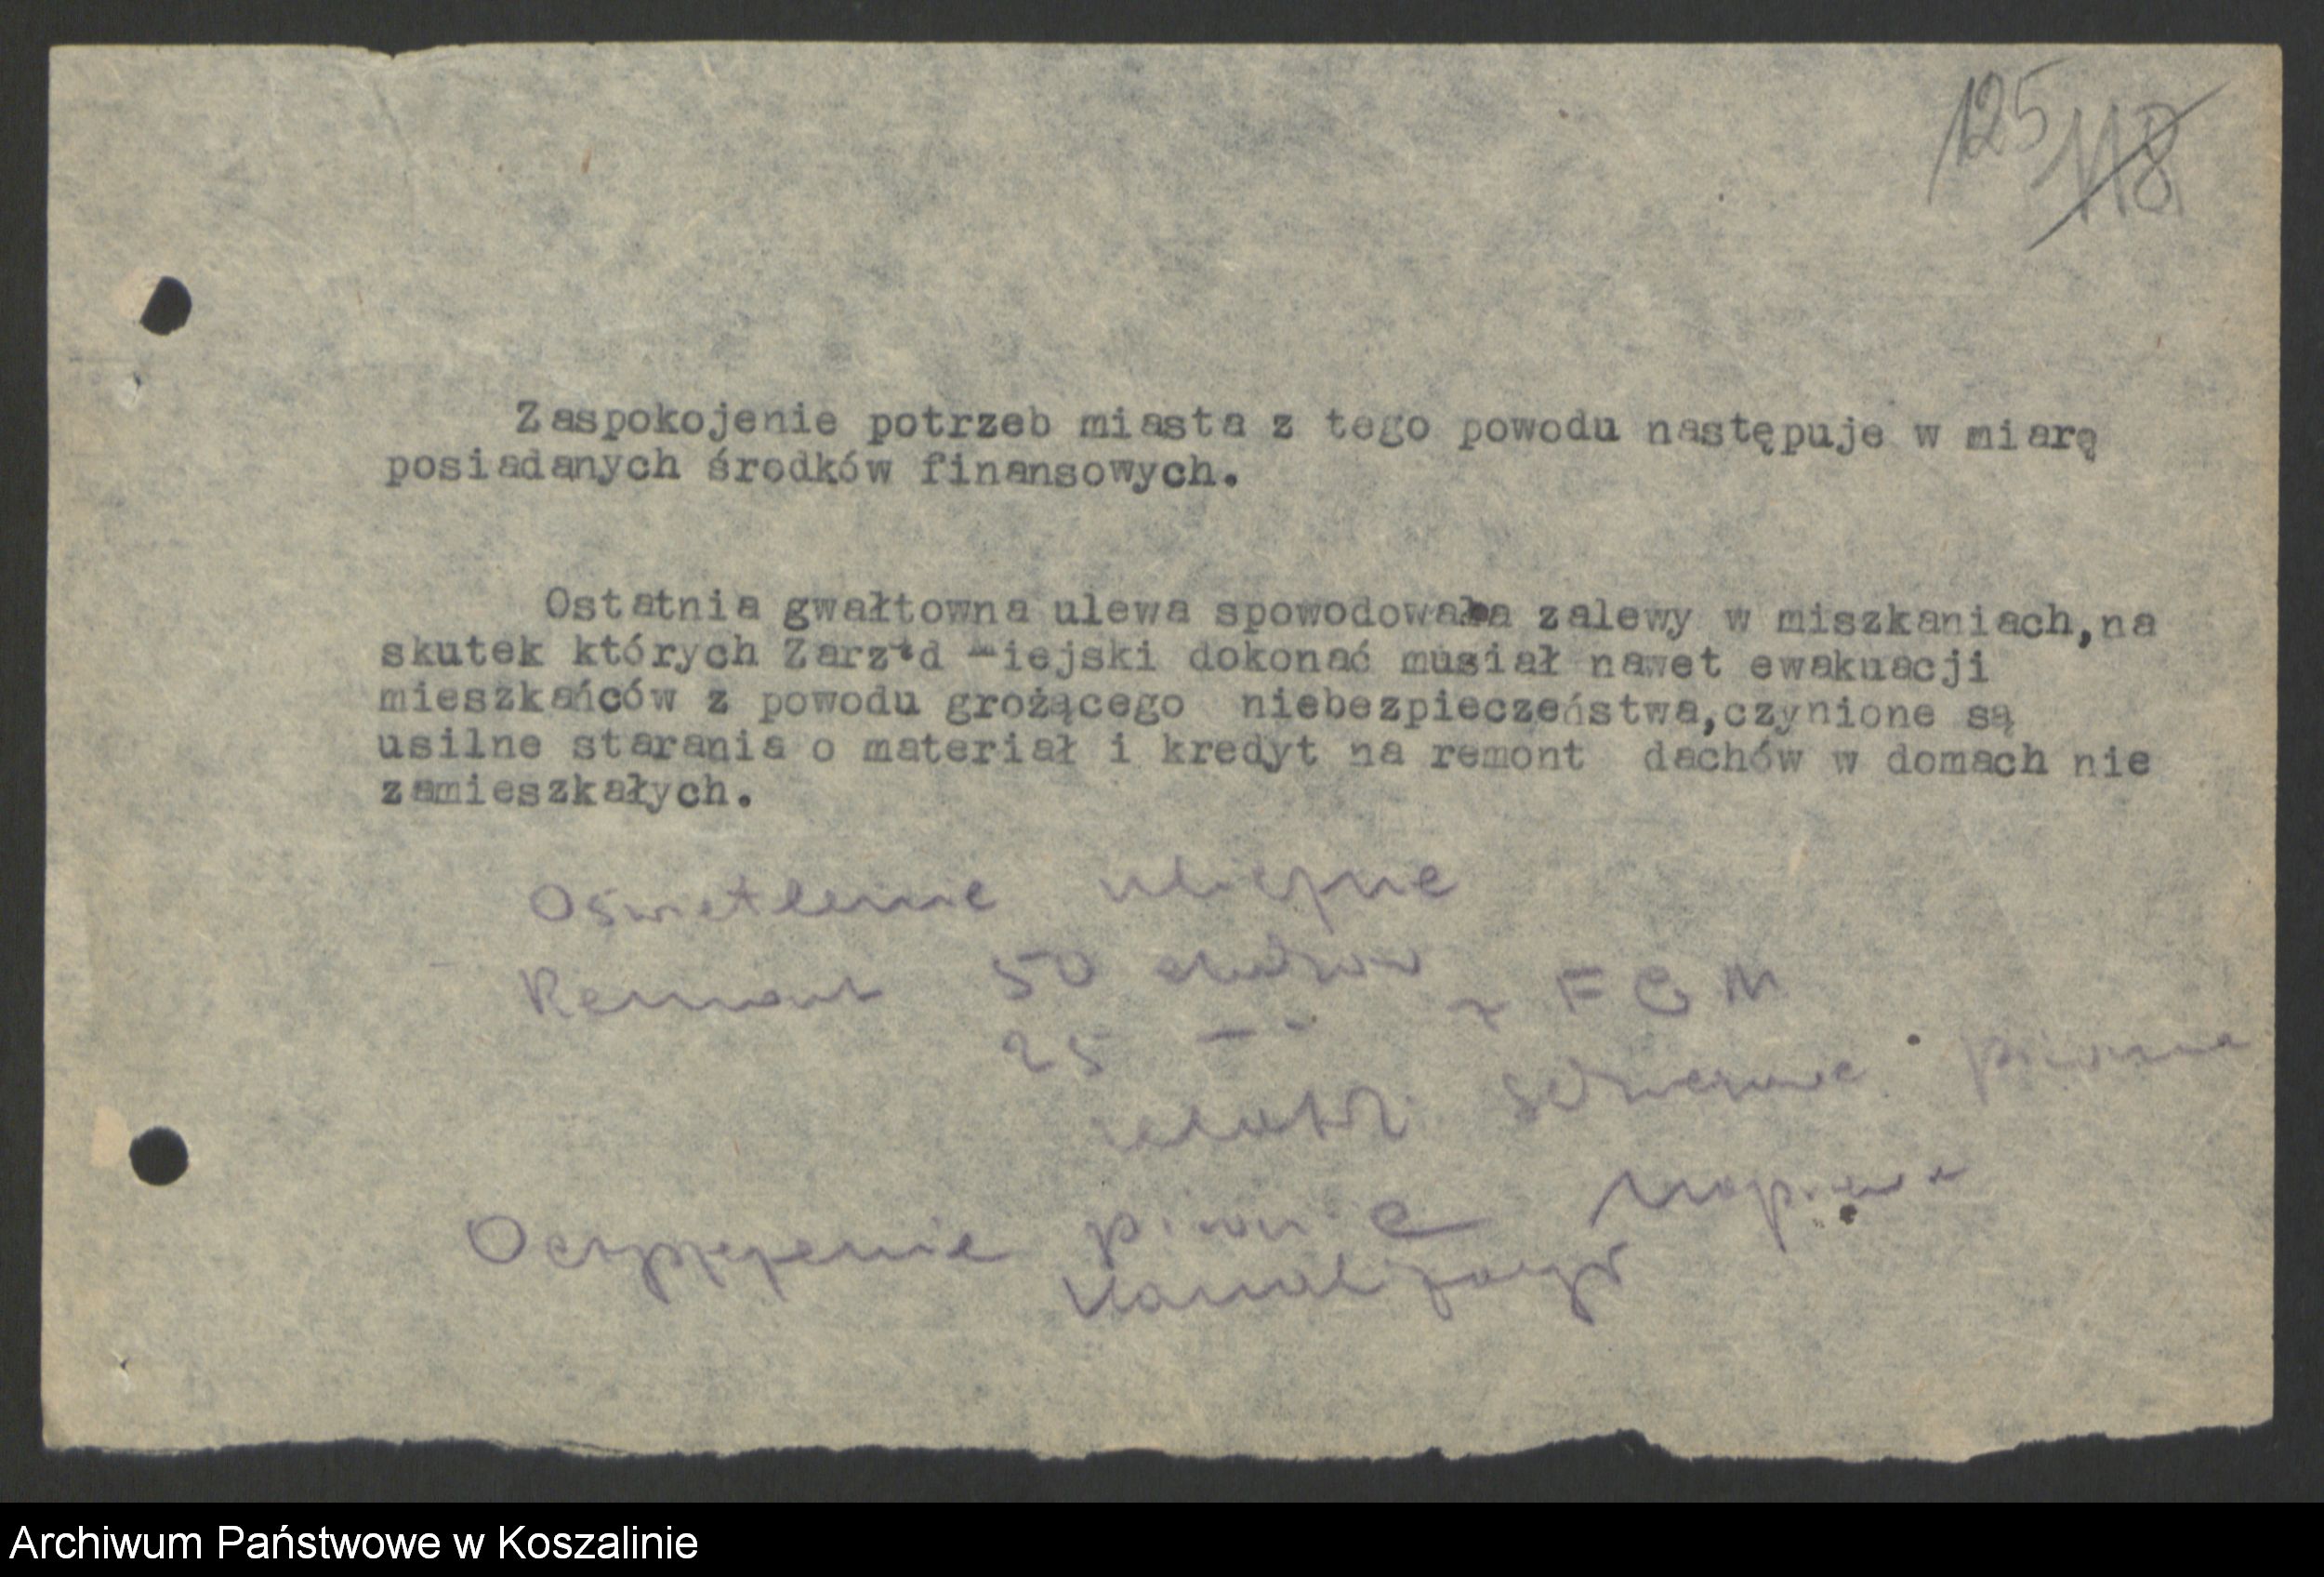 125 118
Zaspokojenie potrzeb miasta z tego powodu następuje w miarę
posiadanych środków finansowych.
Ostatnia gwałtowna ulewa spowodowała zalewy w miszkaniach,na
skutek których Zarząd Miejski dokonać musiał nawet ewakuacji
mieszkańców z powodu grożącego niebezpieczeństwa,czynione są
usilne starania o materiał i kredyt na remont dachów w domach nie
zamieszkałych.
Oświetlenie uliczne
Remont 50
25 — " — z F G M
Oczyszczenie piwnic
kanalizacja
Archiwum Państwowe w Koszalinie